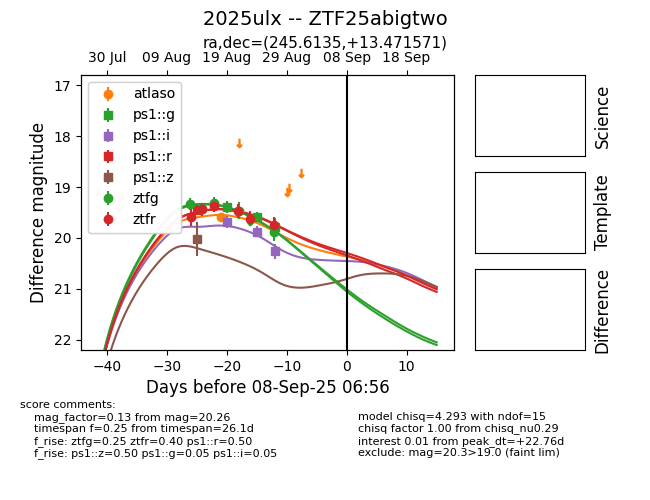 2025ulx -- ZTF25abigtwo
ra,dec=(245.6135,+13.471571)
30 Jul 09 Aug 19 Aug 29 Aug 08 Sep 18 Sep
17
18
19
20
21
22
Difference magnitude
atlaso
ps1::g
ps1::i
ps1::r
ps1::z
ztfg
ztfr
−40 −30 −20 −10 0 10
Days before 08-Sep-25 06:56
Science
Template
Difference
score comments:
mag_factor=0.13 from mag=20.26
timespan f=0.25 from timespan=26.1d
f_rise: ztfg=0.25 ztfr=0.40 ps1::r=0.50
f_rise: ps1::z=0.50 ps1::g=0.05 ps1::i=0.05
model chisq=4.293 with ndof=15
chisq factor 1.00 from chisq_nu0.29
interest 0.01 from peak_dt=+22.76d
exclude: mag=20.3>19.0 (faint lim)